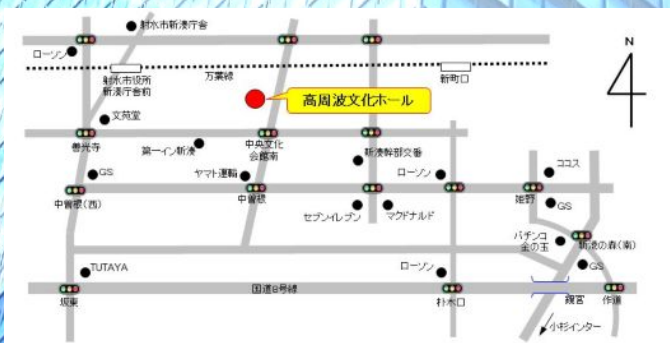 射水市新湊庁舎
ローソン
N
射水市役所
新湊庁舎前
万葉線
新町口
高周波文化ホール
文苑堂
善光寺
第一イン新湊
中央文化
会館南
新湊幹部交番
GS
ヤマト運輸
ローソン
ココス
中曽根(西)
中曽根
姫野
GS
セブンイレブン
マクドナルド
パチンコ
金の玉
新港の森(南)
TUTAYA
ローソン
GS
坂東
国道8号線
朴木口
鏡宮
作道
小杉インター